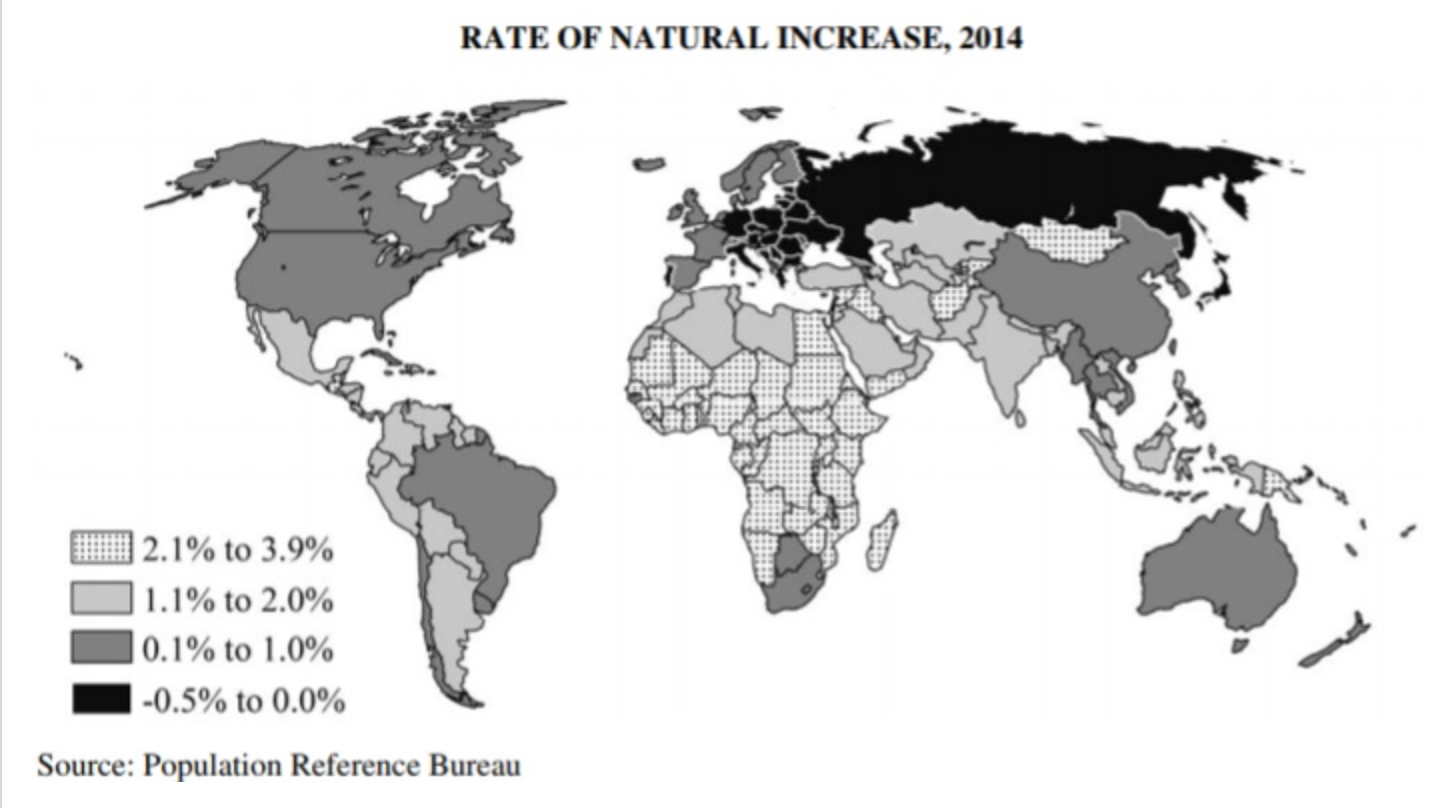 RATE OF NATURAL INCREASE, 2014
2.1% to 3.9%
1.1% to 2.0%
0.1% to 1.0%
-0.5% to 0.0%
Source: Population Reference Bureau